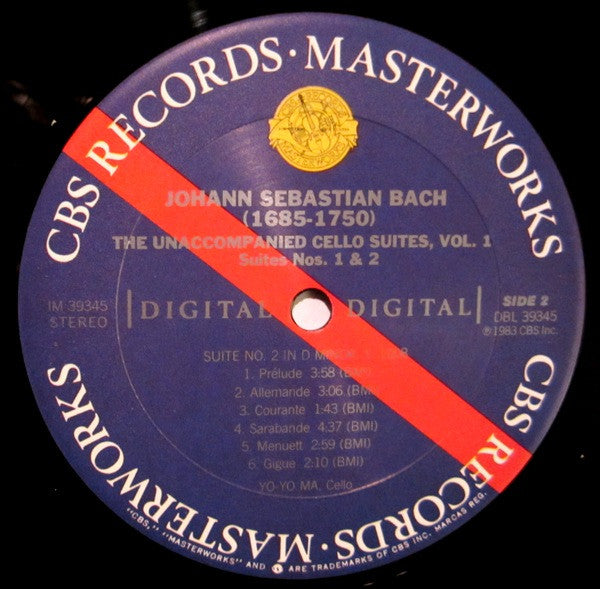 CBS RECORDS · MASTERWORKS
JOHANN SEBASTIAN BACH
(1685-1750)
THE UNACCOMPANIED CELLO SUITES, VOL. 1
Suites Nos. 1 & 2
IM 39345
STEREO
DIGITAL DIGITAL
SIDE 2
DBL 39345
℗1983 CBS Inc.
SUITE NO. 2 IN D MINOR,
1. Prélude 3:58 (BMI)
2. Allemande 3:06 (BMI)
3. Courante 1:43 (BMI)
4. Sarabande 4:37 (BMI)
5. Menuett 2:59 (BMI)
6. Gigue 2:10 (BMI)
YO-YO MA, Cello
CBS RECORDS · MASTERWORKS
"CBS," "MASTERWORKS" AND ARE TRADEMARKS OF CBS INC. MARCAS REG.